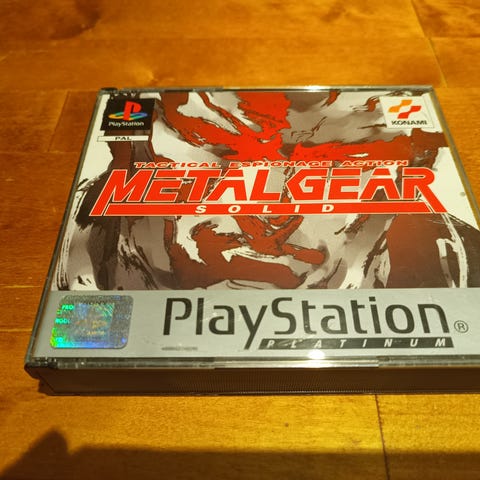 PlayStation
PAL
KONAMI
TACTICAL ESPIONAGE ACTION
METAL GEAR
SOLID
PlayStation®
PLATINUM